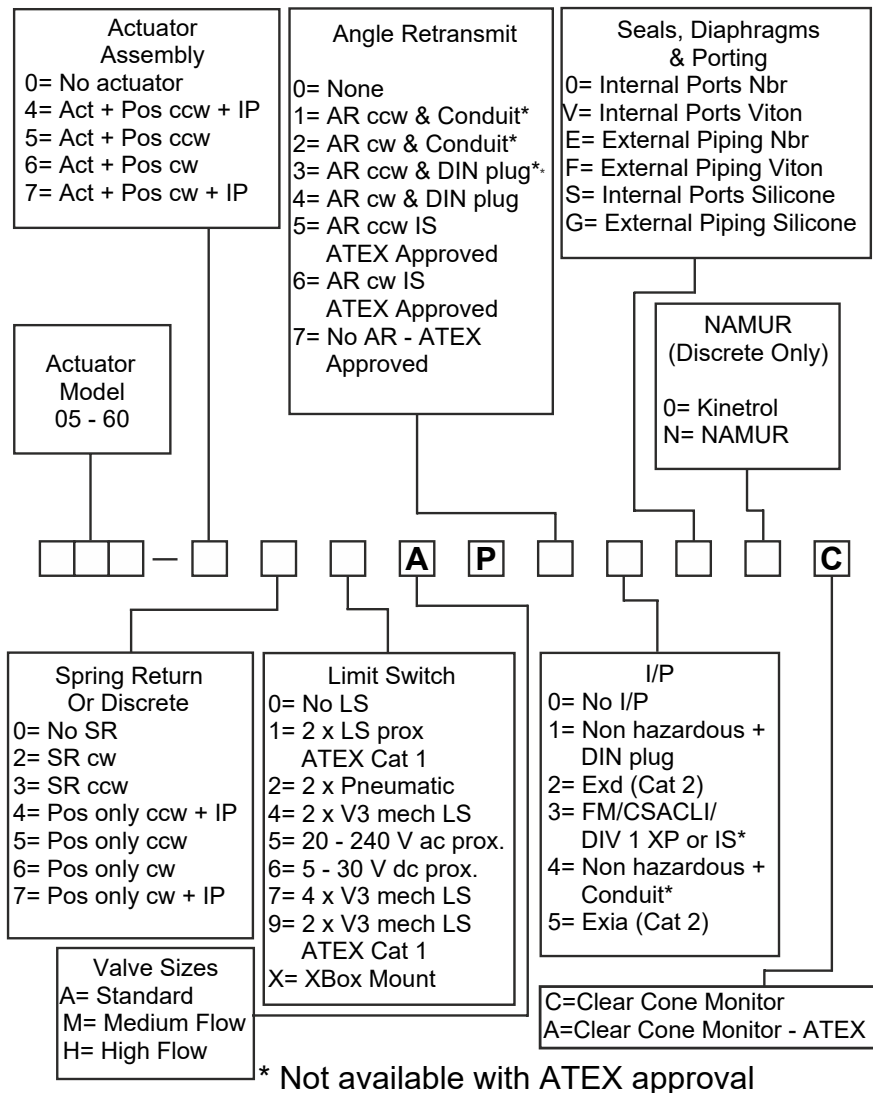 Actuator
Assembly
0= No actuator
4= Act + Pos ccw + IP
5= Act + Pos ccw
6= Act + Pos cw
7= Act + Pos cw + IP
Angle Retransmit
0= None
1= AR ccw & Conduit*
2= AR cw & Conduit*
3= AR ccw & DIN plug**
4= AR cw & DIN plug
5= AR ccw IS
ATEX Approved
6= AR cw IS
ATEX Approved
7= No AR - ATEX
Approved
Seals, Diaphragms
& Porting
0= Internal Ports Nbr
V= Internal Ports Viton
E= External Piping Nbr
F= External Piping Viton
S= Internal Ports Silicone
G= External Piping Silicone
Actuator
Model
05 - 60
NAMUR
(Discrete Only)
0= Kinetrol
N= NAMUR
— A P C
Spring Return
Or Discrete
0= No SR
2= SR cw
3= SR ccw
4= Pos only ccw + IP
5= Pos only ccw
6= Pos only cw
7= Pos only cw + IP
Limit Switch
0= No LS
1= 2 x LS prox
ATEX Cat 1
2= 2 x Pneumatic
4= 2 x V3 mech LS
5= 20 - 240 V ac prox.
6= 5 - 30 V dc prox.
7= 4 x V3 mech LS
9= 2 x V3 mech LS
ATEX Cat 1
X= XBox Mount
I/P
0= No I/P
1= Non hazardous +
DIN plug
2= Exd (Cat 2)
3= FM/CSACLI/
DIV 1 XP or IS*
4= Non hazardous +
Conduit*
5= Exia (Cat 2)
Valve Sizes
A= Standard
M= Medium Flow
H= High Flow
C=Clear Cone Monitor
A=Clear Cone Monitor - ATEX
* Not available with ATEX approval